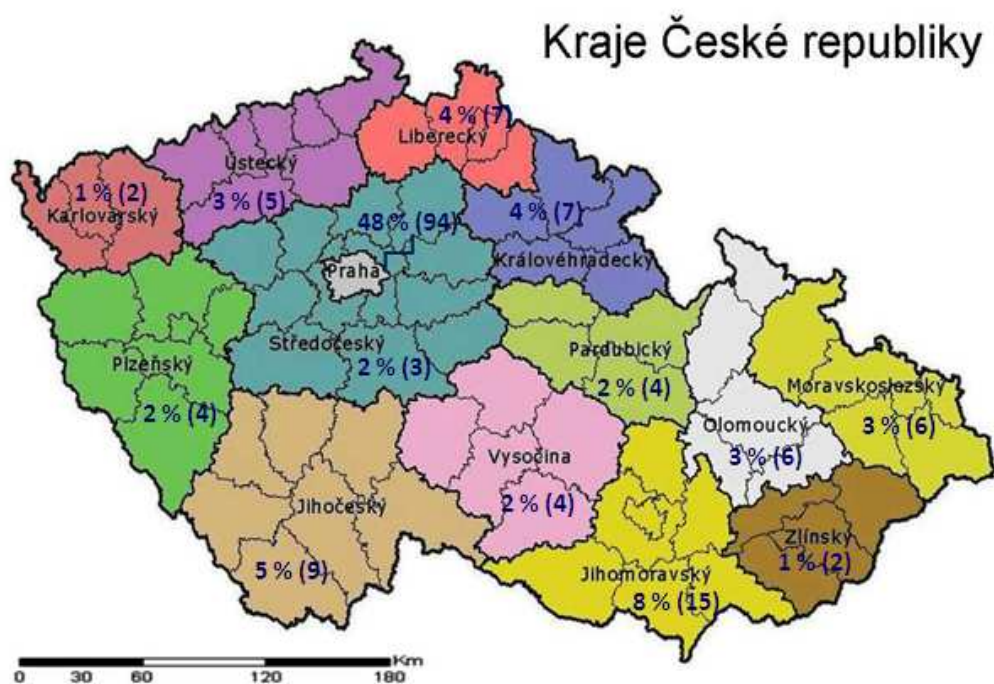 Kraje České republiky
4 % (7)
Liberecký
Ústecký
1 % (2)
Karlovarský
3 % (5)
48 % (94)
4 % (7)
Praha
Královéhradecký
Středočeský
2 % (3)
Plzeňský
2 % (4)
Pardubický
2 % (4)
Moravskoslezský
3 % (6)
Olomoucký
3 % (6)
Vysočina
2 % (4)
Jihočeský
5 % (9)
Zlínský
1 % (2)
Jihomoravský
8 % (15)
Km
0 30 60 120 180